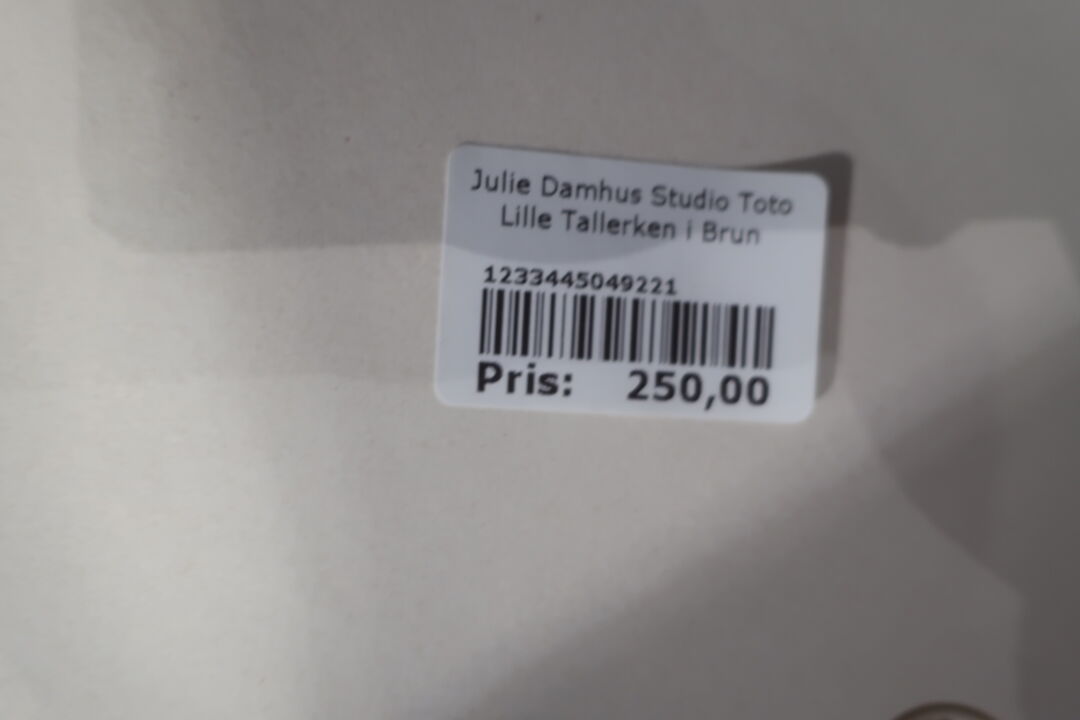 Julie Damhus Studio Toto
Lille Tallerken i Brun
1233445049221
Pris: 250,00